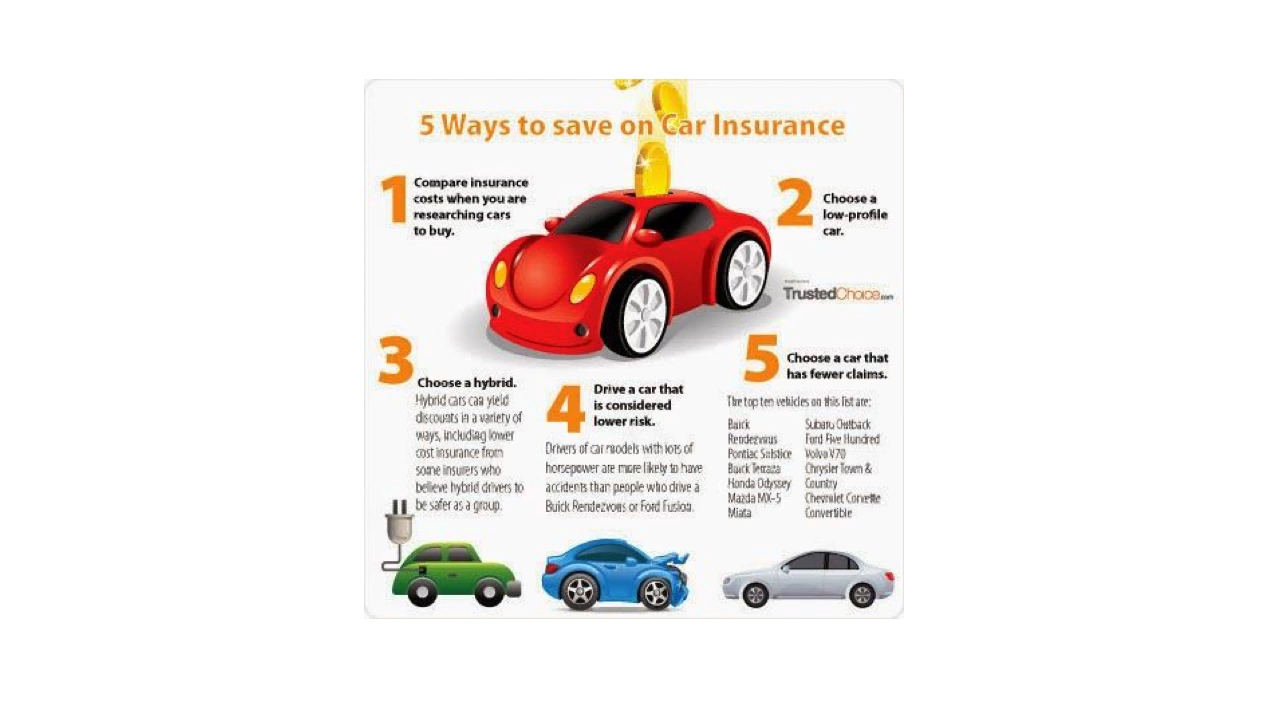 5 Ways to save on Car Insurance
1
Compare insurance
costs when you are
researching cars
to buy.
2
Choose a
low-profile
car.
TrustedChoice.com
3
Choose a hybrid.
Hybrid cars can yield
discounts in a variety of
ways, including lower
cost insurance from
some insurers who
believe hybrid drivers to
be safer as a group.
4
Drive a car that
is considered
lower risk.
Drivers of car models with lots of
horsepower are more likely to have
accidents than people who drive a
Buick Rendezvous or Ford Fusion.
5
Choose a car that
has fewer claims.
The top ten vehicles on this list are:
Buick
Rendezvous
Pontiac Solstice
Buick Terraza
Honda Odyssey
Mazda MX-5
Miata
Subaru Outback
Ford Five Hundred
Volvo V70
Chrysler Town &
Country
Chevrolet Corvette
Convertible